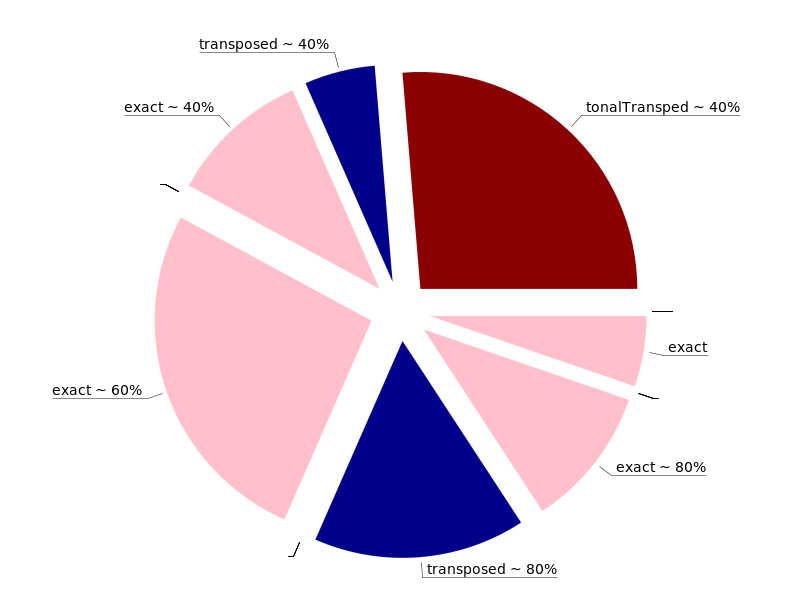 transposed ~ 40%
exact ~ 40%
tonalTransped ~ 40%
exact
exact ~ 60%
exact ~ 80%
transposed ~ 80%